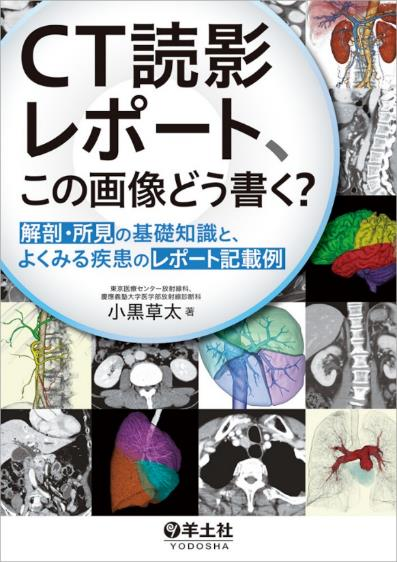 CT読影
レポート、
この画像どう書く?
解剖・所見の基礎知識と、
よくみる疾患のレポート記載例
東京医療センター放射線科、
慶應義塾大学医学部放射線診断科
小黒草太 著
羊土社
YODOSHA